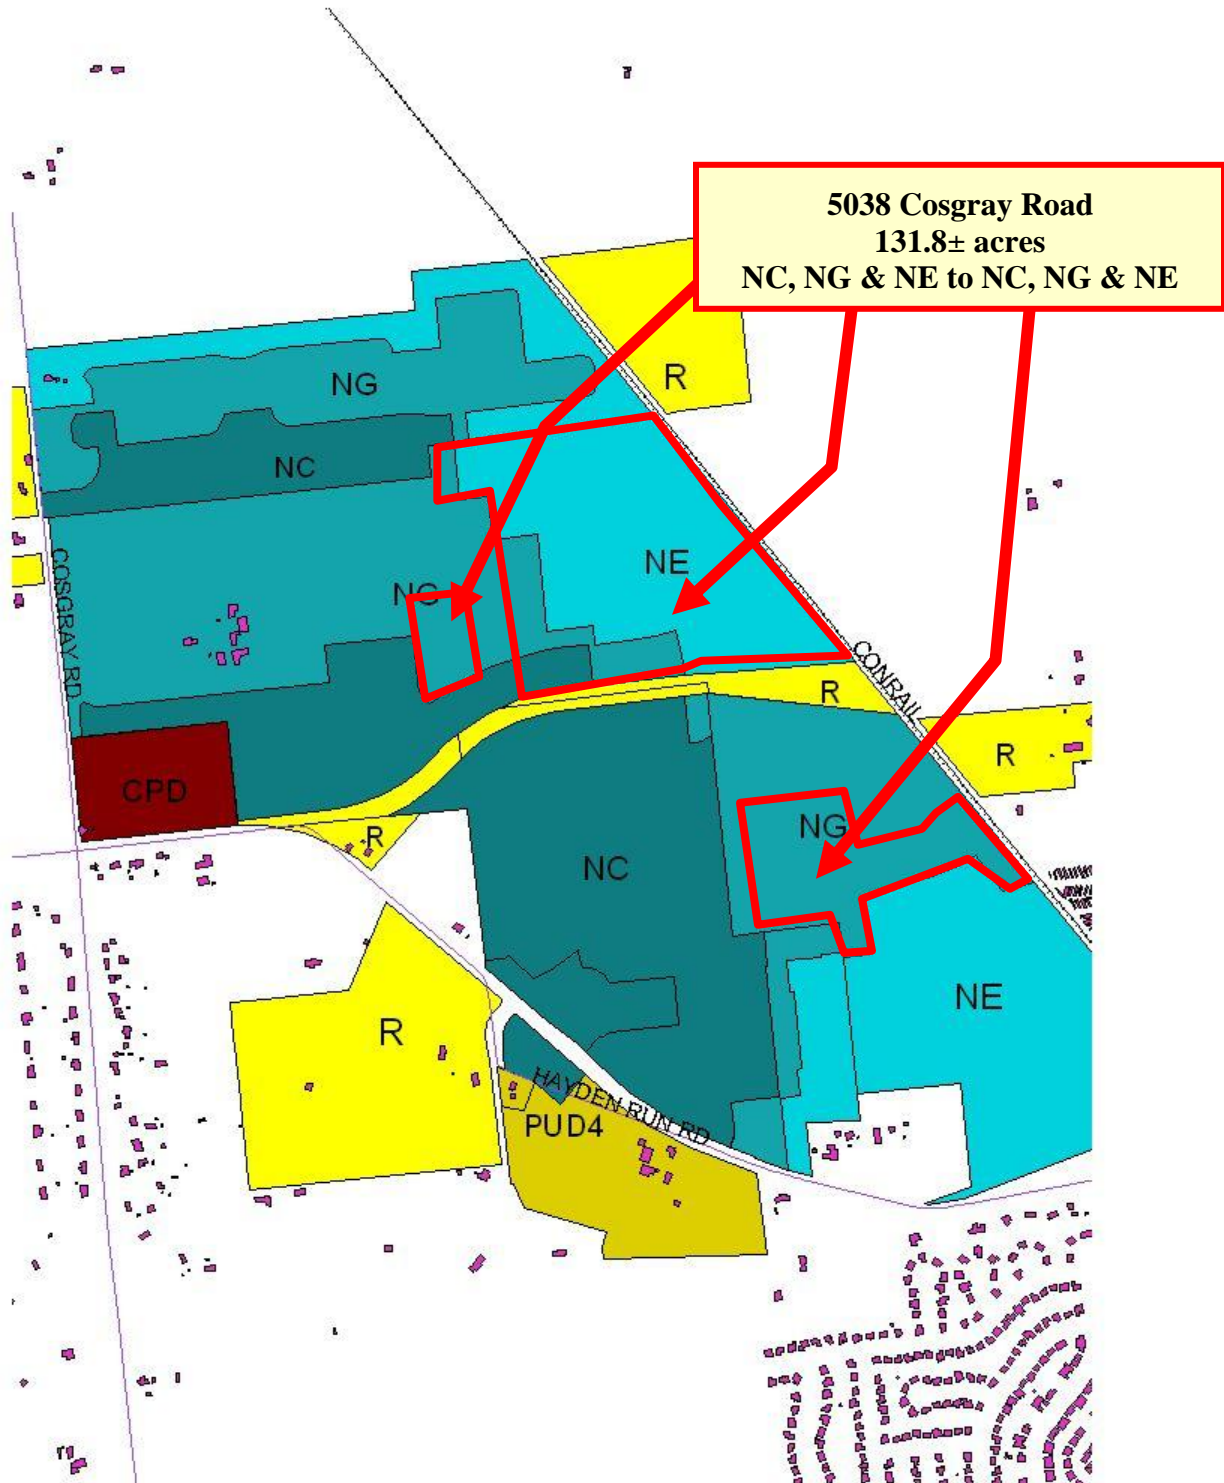 5038 Cosgray Road
131.8± acres
NC, NG & NE to NC, NG & NE
NG
R
NC
NE
NG
COSGRAY RD
CONRAIL
R
R
CPD
R
NG
NC
NE
R
HAYDEN RUN RD
PUD4